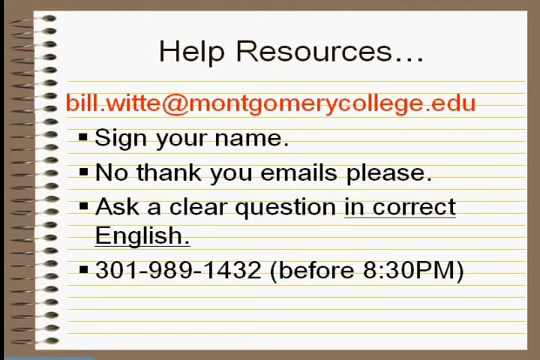 Help Resources…
bill.witte@montgomerycollege.edu
▪ Sign your name.
▪ No thank you emails please.
▪ Ask a clear question in correct
English.
▪ 301-989-1432 (before 8:30PM)